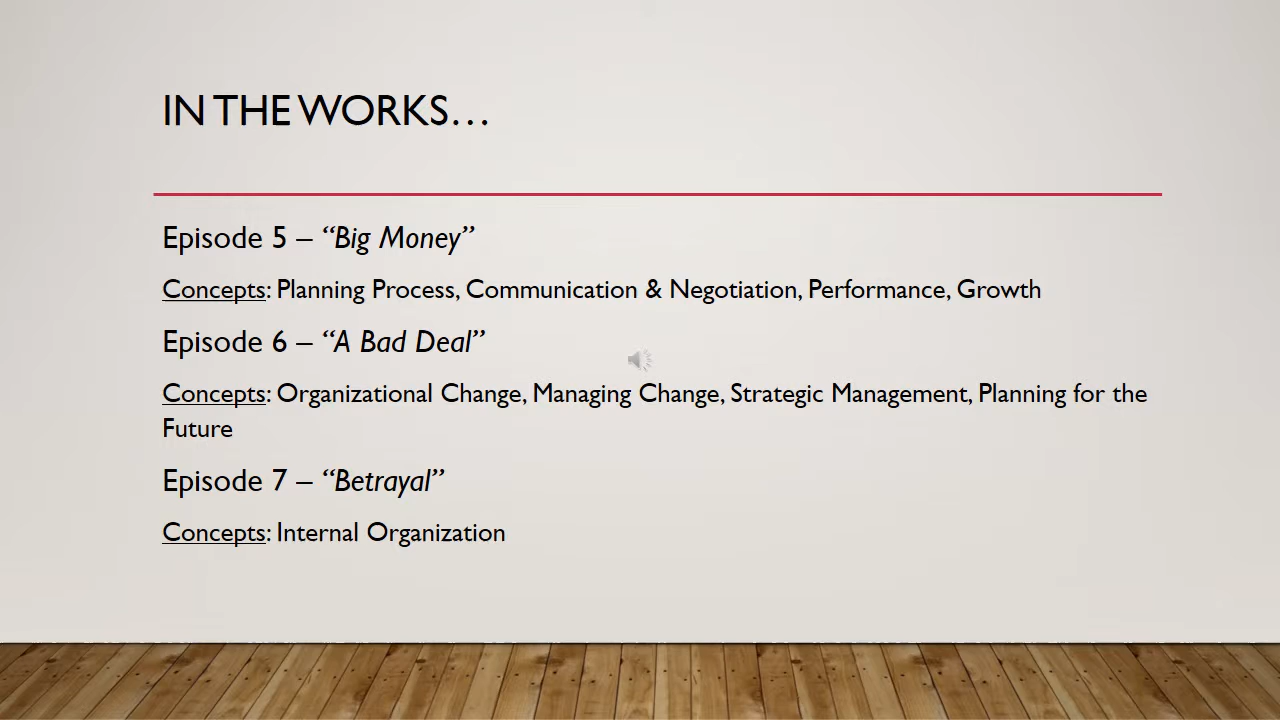 IN THE WORKS…
Episode 5 – “Big Money”
Concepts: Planning Process, Communication & Negotiation, Performance, Growth
Episode 6 – “A Bad Deal”
Concepts: Organizational Change, Managing Change, Strategic Management, Planning for the
Future
Episode 7 – “Betrayal”
Concepts: Internal Organization